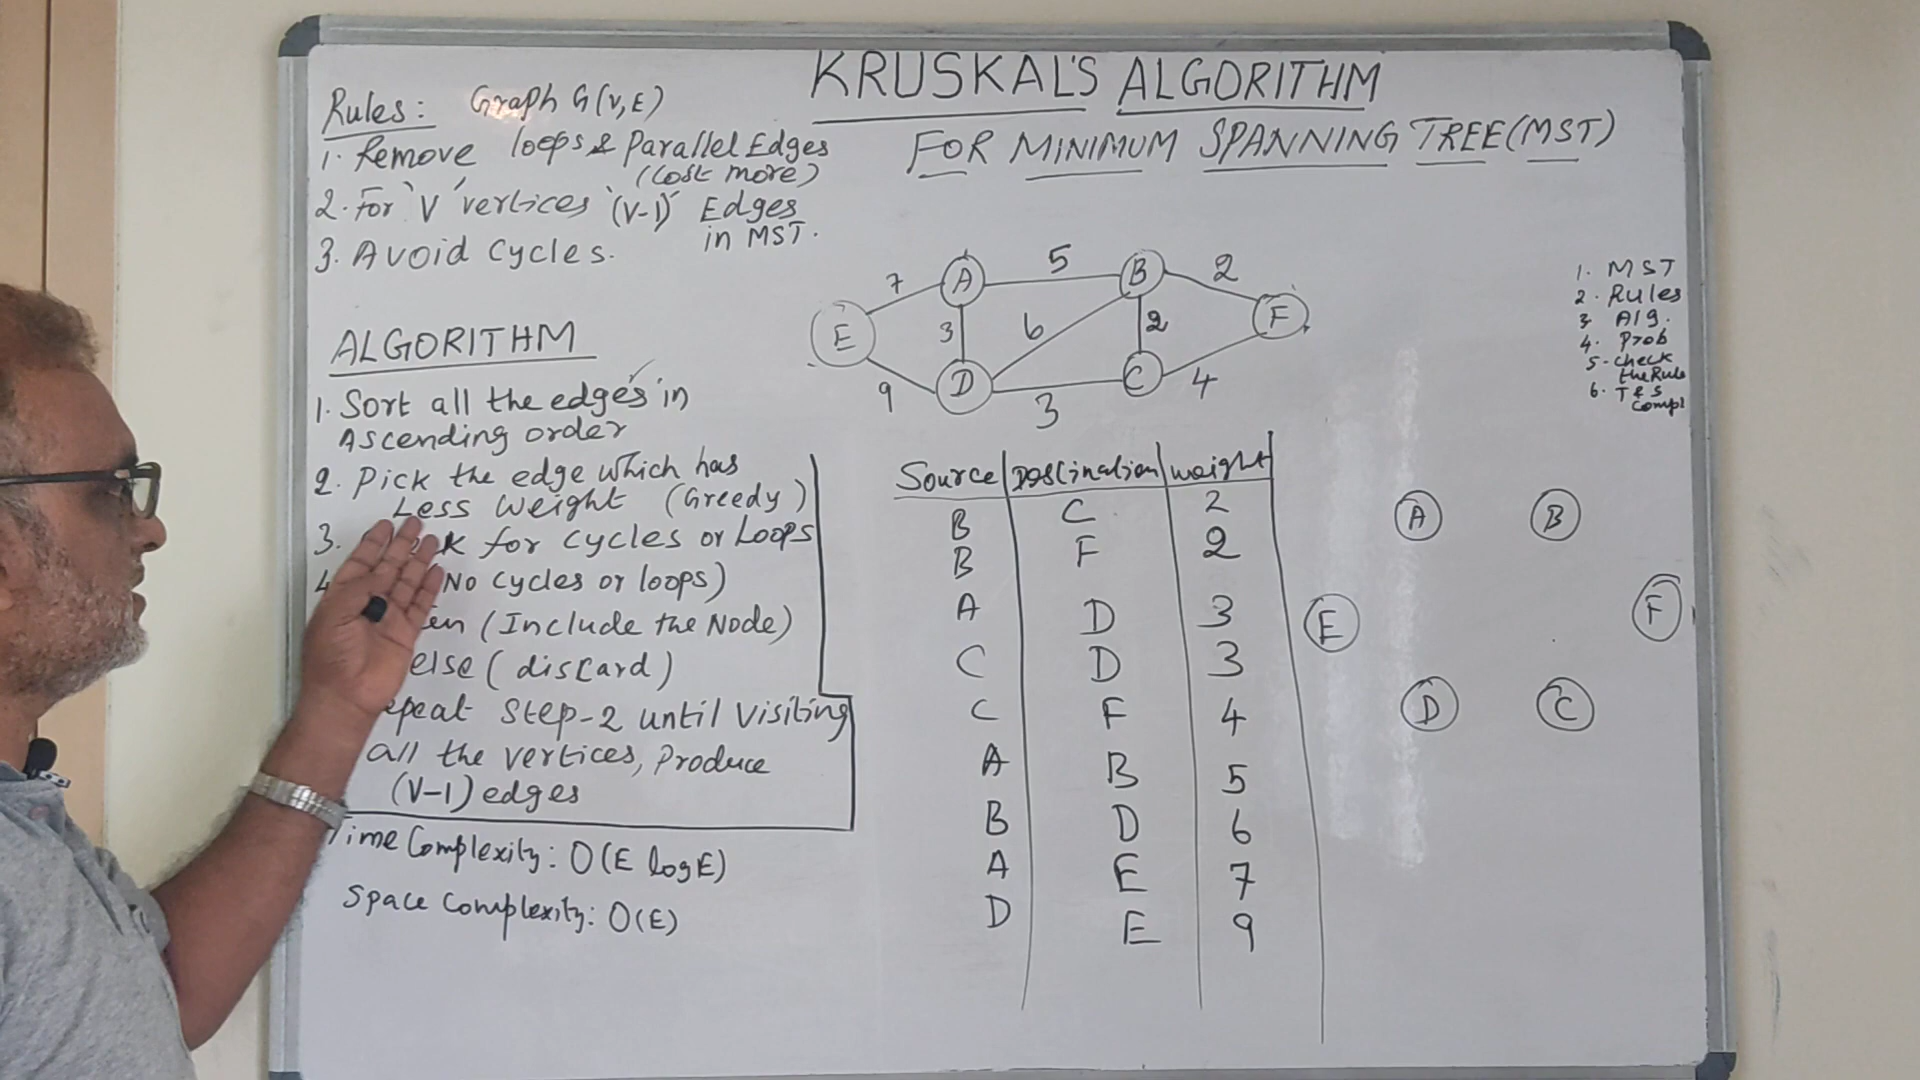 KRUSKAL'S ALGORITHM
FOR MINIMUM SPANNING TREE(MST)
Rules: Graph G(V,E)
1. Remove loops & Parallel Edges
(Cost more)
2. For 'V' vertices '(V-1)' Edges
in MST.
3. Avoid Cycles.
ALGORITHM
1. Sort all the edges in
Ascending order
2. Pick the edge which has
Less Weight (Greedy)
3. for cycles or Loops
(No cycles or loops)
(Include the Node)
else (discard)
Step-2 until Visiting
all the vertices, Produce
(V-1) edges
Time Complexity: O(E logE)
Space Complexity: O(E)
7 A 5 B 2
E 3 6 2 F
9 D 3 C 4
1. MST
2. Rules
3 Alg.
4. Prob
5-check
the Rule
6. T & S
Compl
Source Destination weight
B C 2
B F 2
A D 3
C D 3
C F 4
A B 5
B D 6
A E 7
D E 9
A B
E F
D C